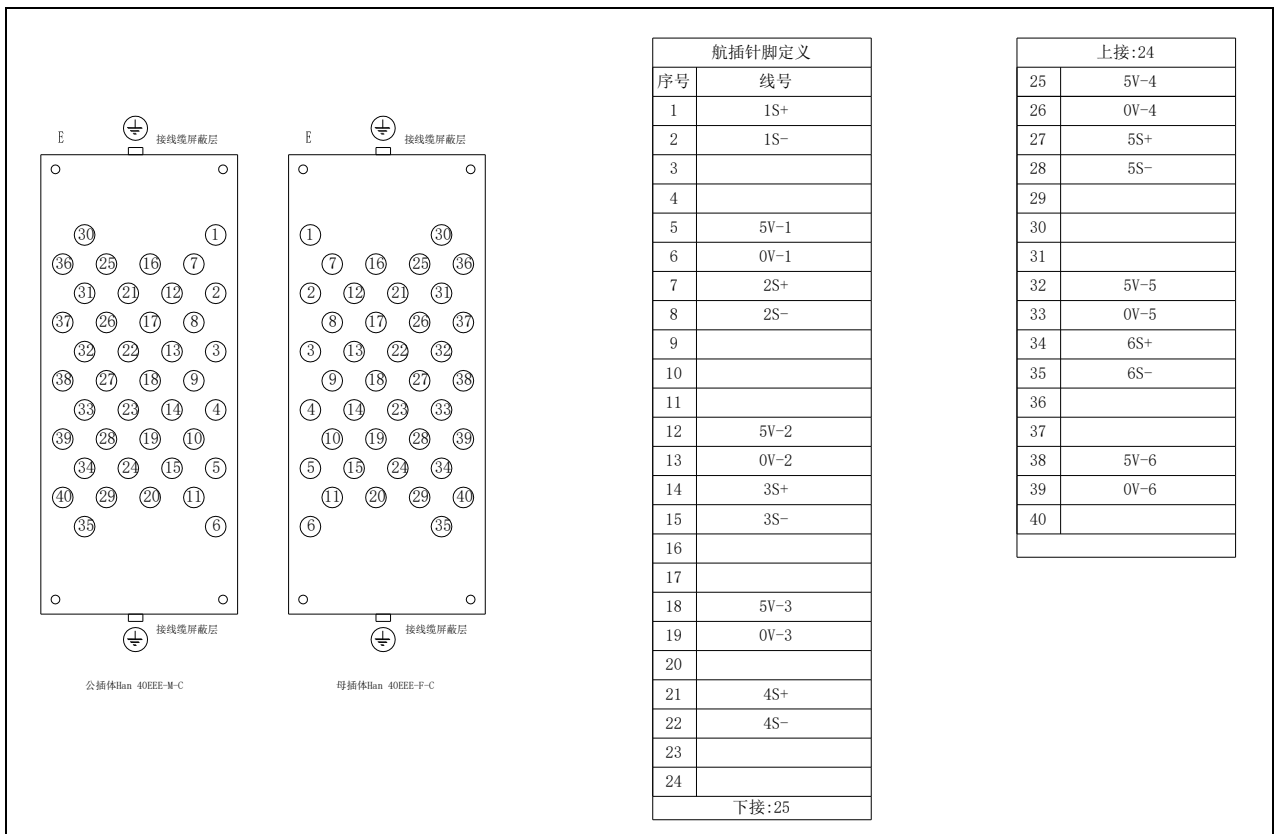 E
接线缆屏蔽层
E
接线缆屏蔽层
30 1
36 25 16 7
31 21 12 2
37 26 17 8
32 22 13 3
38 27 18 9
33 23 14 4
39 28 19 10
34 24 15 5
40 29 20 11
35 6
接线缆屏蔽层
公插体Han 40EEE-M-C
1 30
7 16 25 36
2 12 21 31
8 17 26 37
3 13 22 32
9 18 27 38
4 14 23 33
10 19 28 39
5 15 24 34
11 20 29 40
6 35
接线缆屏蔽层
母插体Han 40EEE-F-C
航插针脚定义
序号 线号
1 1S+
2 1S-
3
4
5 5V-1
6 0V-1
7 2S+
8 2S-
9
10
11
12 5V-2
13 0V-2
14 3S+
15 3S-
16
17
18 5V-3
19 0V-3
20
21 4S+
22 4S-
23
24
下接:25
上接:24
25 5V-4
26 0V-4
27 5S+
28 5S-
29
30
31
32 5V-5
33 0V-5
34 6S+
35 6S-
36
37
38 5V-6
39 0V-6
40